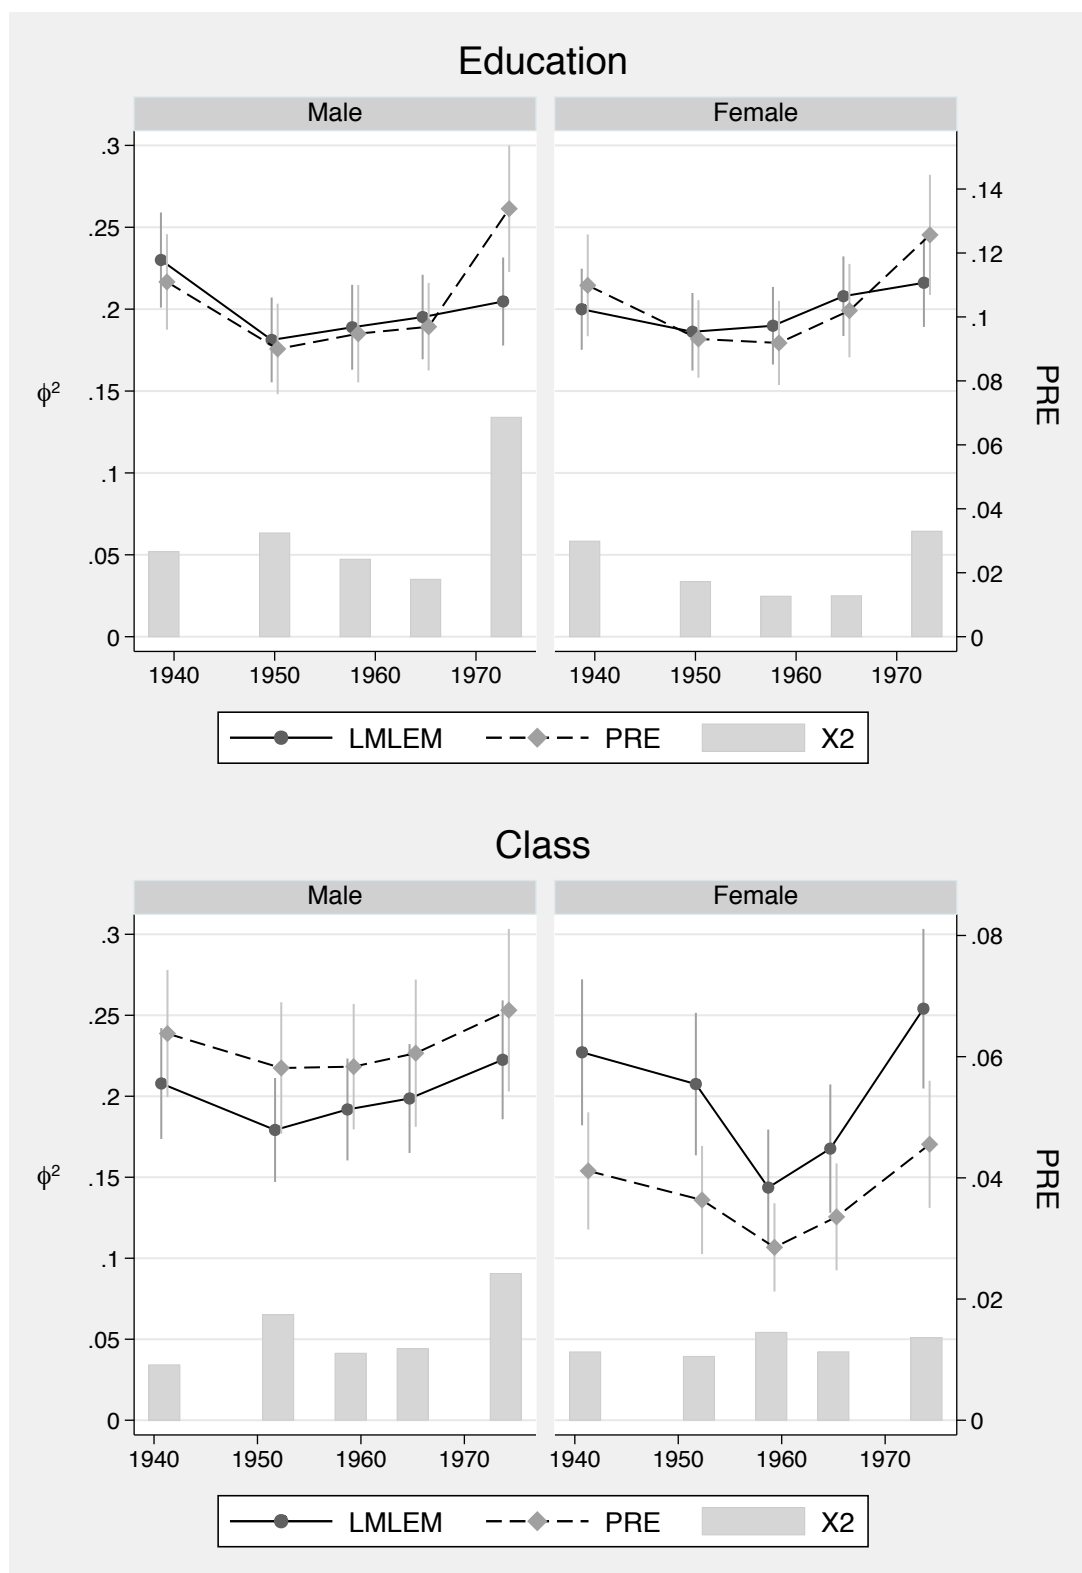 Education
Male Female
.3
.25
.2
.15
.1
.05
0
ϕ²
.14
.12
.1
.08
.06
.04
.02
0
PRE
1940 1950 1960 1970 1940 1950 1960 1970
LMLEM PRE X2
Class
Male Female
.3
.25
.2
.15
.1
.05
0
ϕ²
.08
.06
.04
.02
0
PRE
1940 1950 1960 1970 1940 1950 1960 1970
LMLEM PRE X2